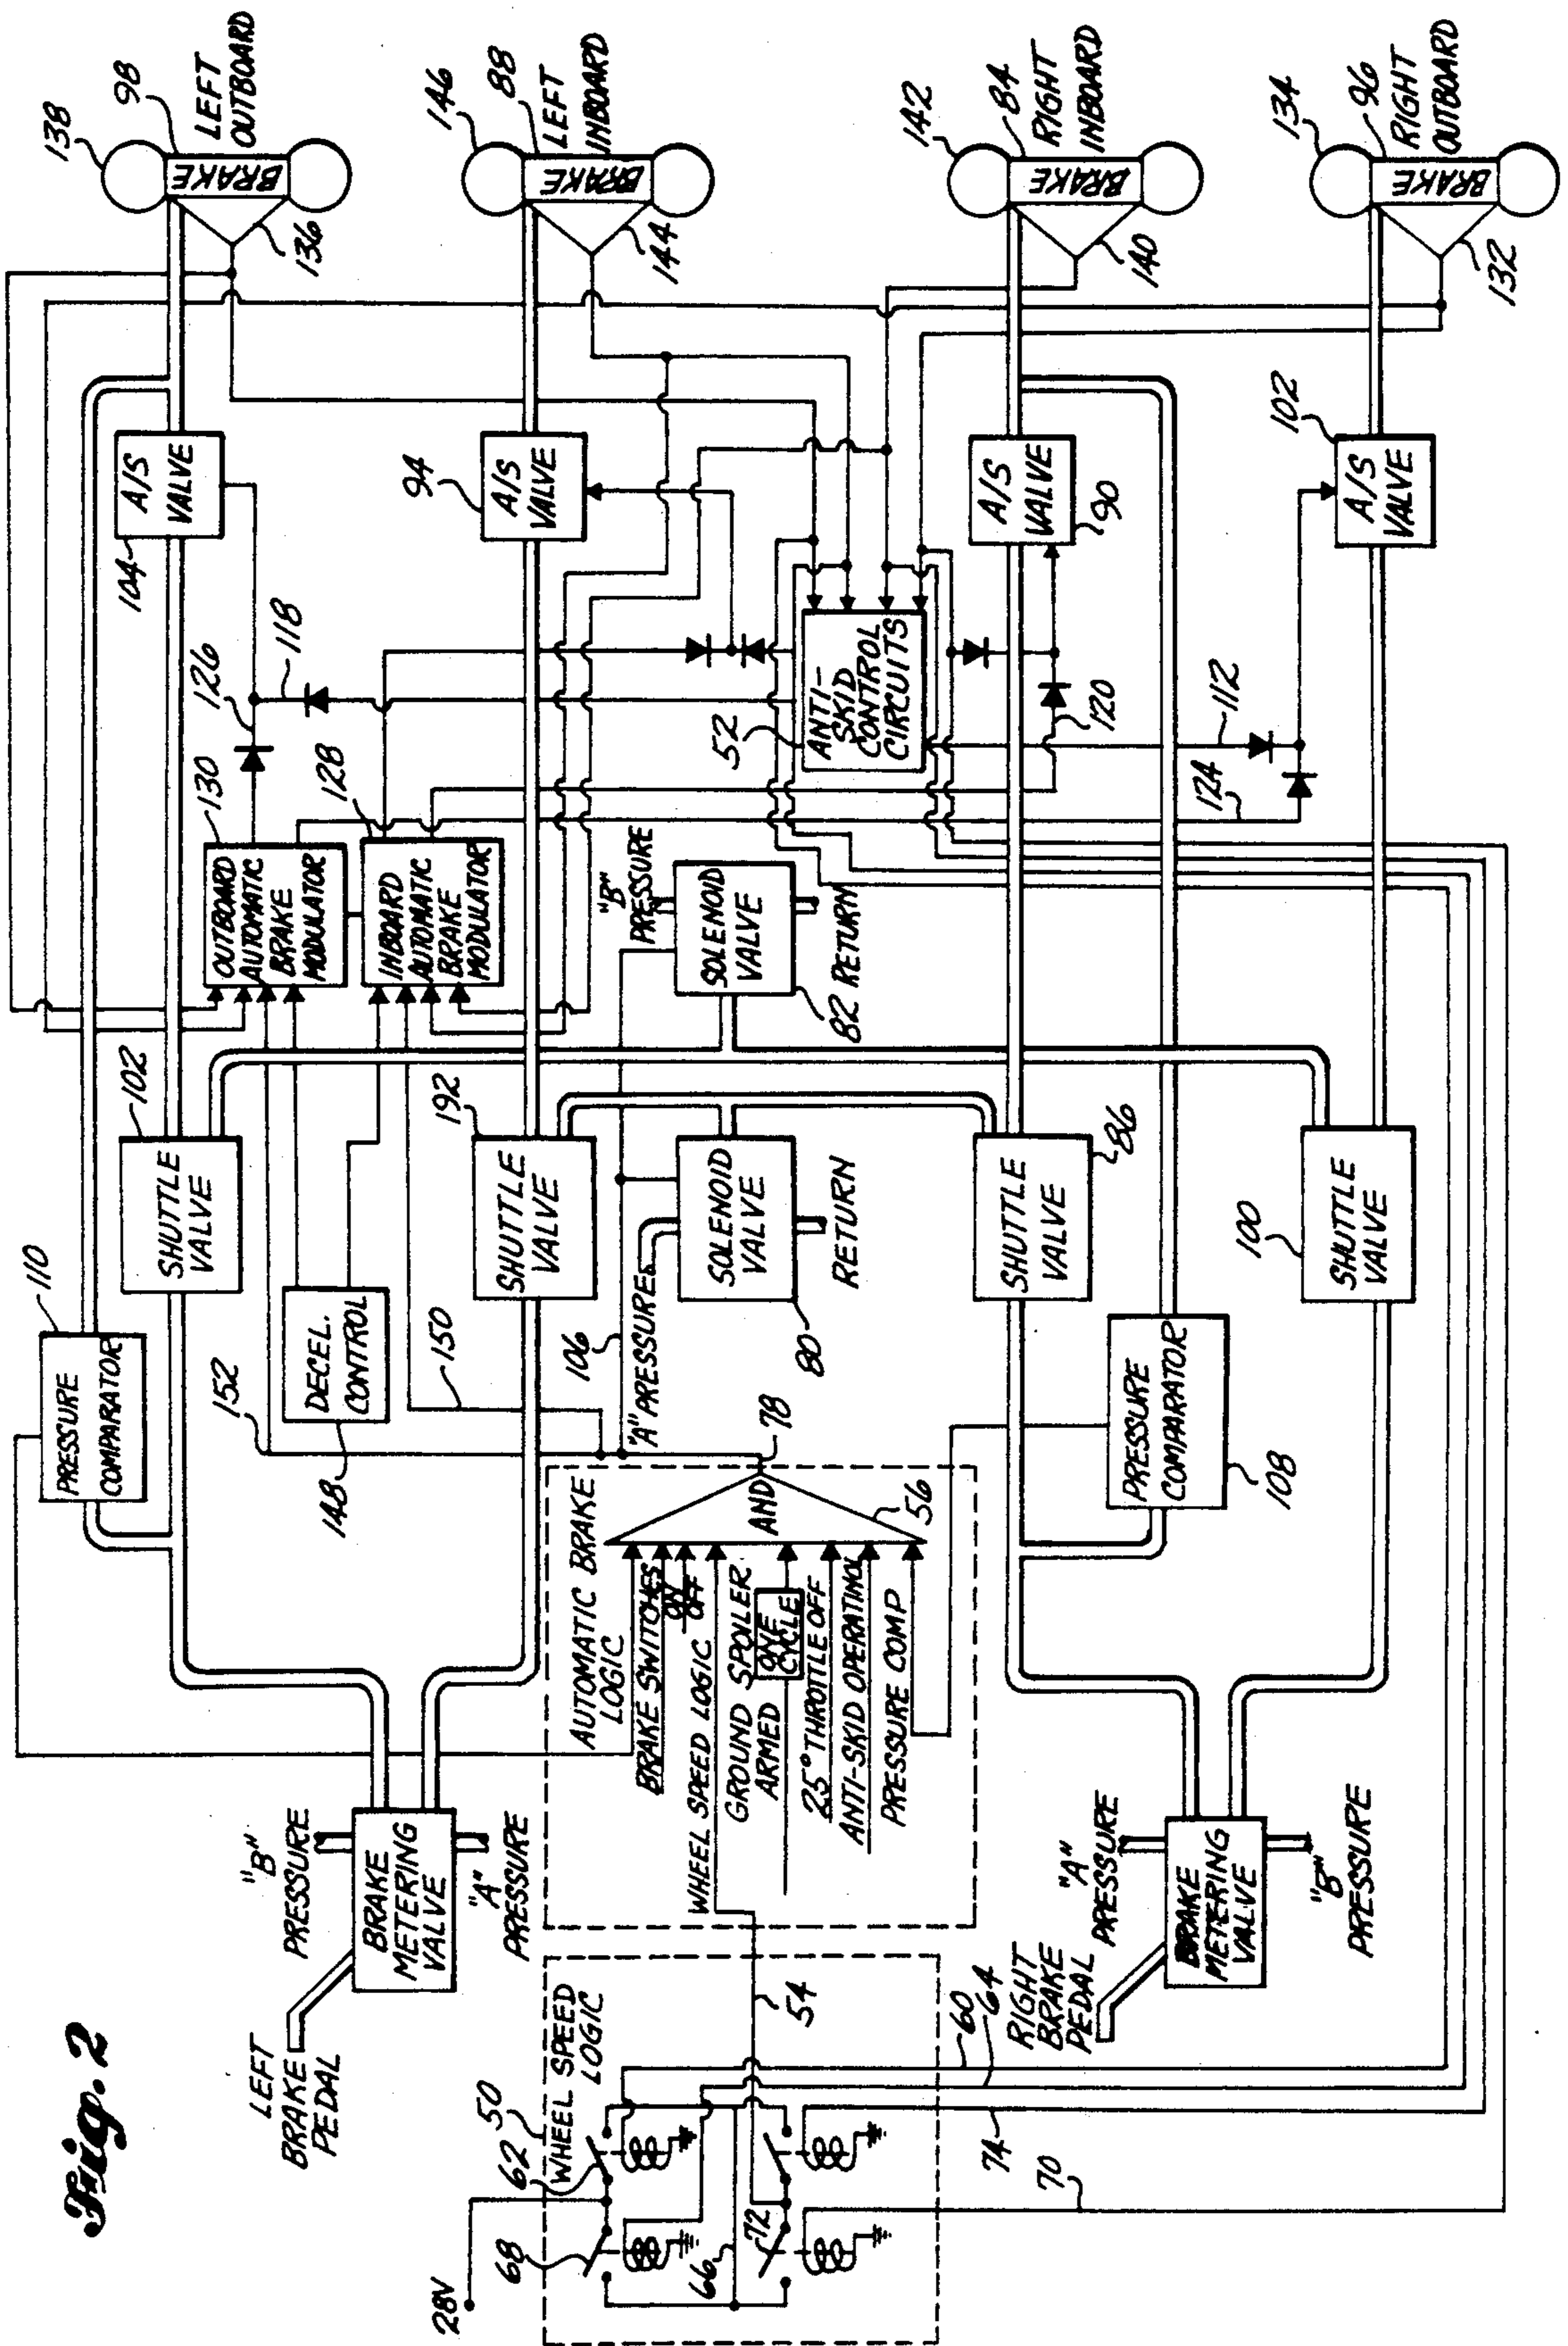 Fig. 2
138
98
LEFT
OUTBOARD
BRAKE
136
146
88
LEFT
INBOARD
BRAKE
144
142
84
RIGHT
INBOARD
BRAKE
140
134
96
RIGHT
OUTBOARD
BRAKE
132
A/S
VALVE
104
A/S
VALVE
94
A/S
VALVE
90
A/S
VALVE
102
126
118
130
OUTBOARD
AUTOMATIC
BRAKE
MODULATOR
128
INBOARD
AUTOMATIC
BRAKE
MODULATOR
52
ANTI-
SKID
CONTROL
CIRCUITS
120
112
124
"B"
PRESSURE
SOLENOID
VALVE
82
RETURN
102
SHUTTLE
VALVE
192
SHUTTLE
VALVE
SOLENOID
VALVE
80
RETURN
"A" PRESSURE
106
SHUTTLE
VALVE
86
SHUTTLE
VALVE
100
110
PRESSURE
COMPARATOR
152
DECEL.
CONTROL
148
150
78
PRESSURE
COMPARATOR
108
AUTOMATIC BRAKE
LOGIC
AND
56
BRAKE SWITCHES
ON
OFF
WHEEL SPEED LOGIC
GROUND SPOILER
ARMED
ONE
CYCLE
25° THROTTLE OFF
ANTI-SKID OPERATING
PRESSURE COMP
"B"
PRESSURE
BRAKE
METERING
VALVE
"A"
PRESSURE
LEFT
BRAKE
PEDAL
"A"
PRESSURE
BRAKE
METERING
VALVE
"B"
PRESSURE
RIGHT
BRAKE
PEDAL
50
WHEEL SPEED
LOGIC
54
60
64
62
68
28V
66
72
74
70